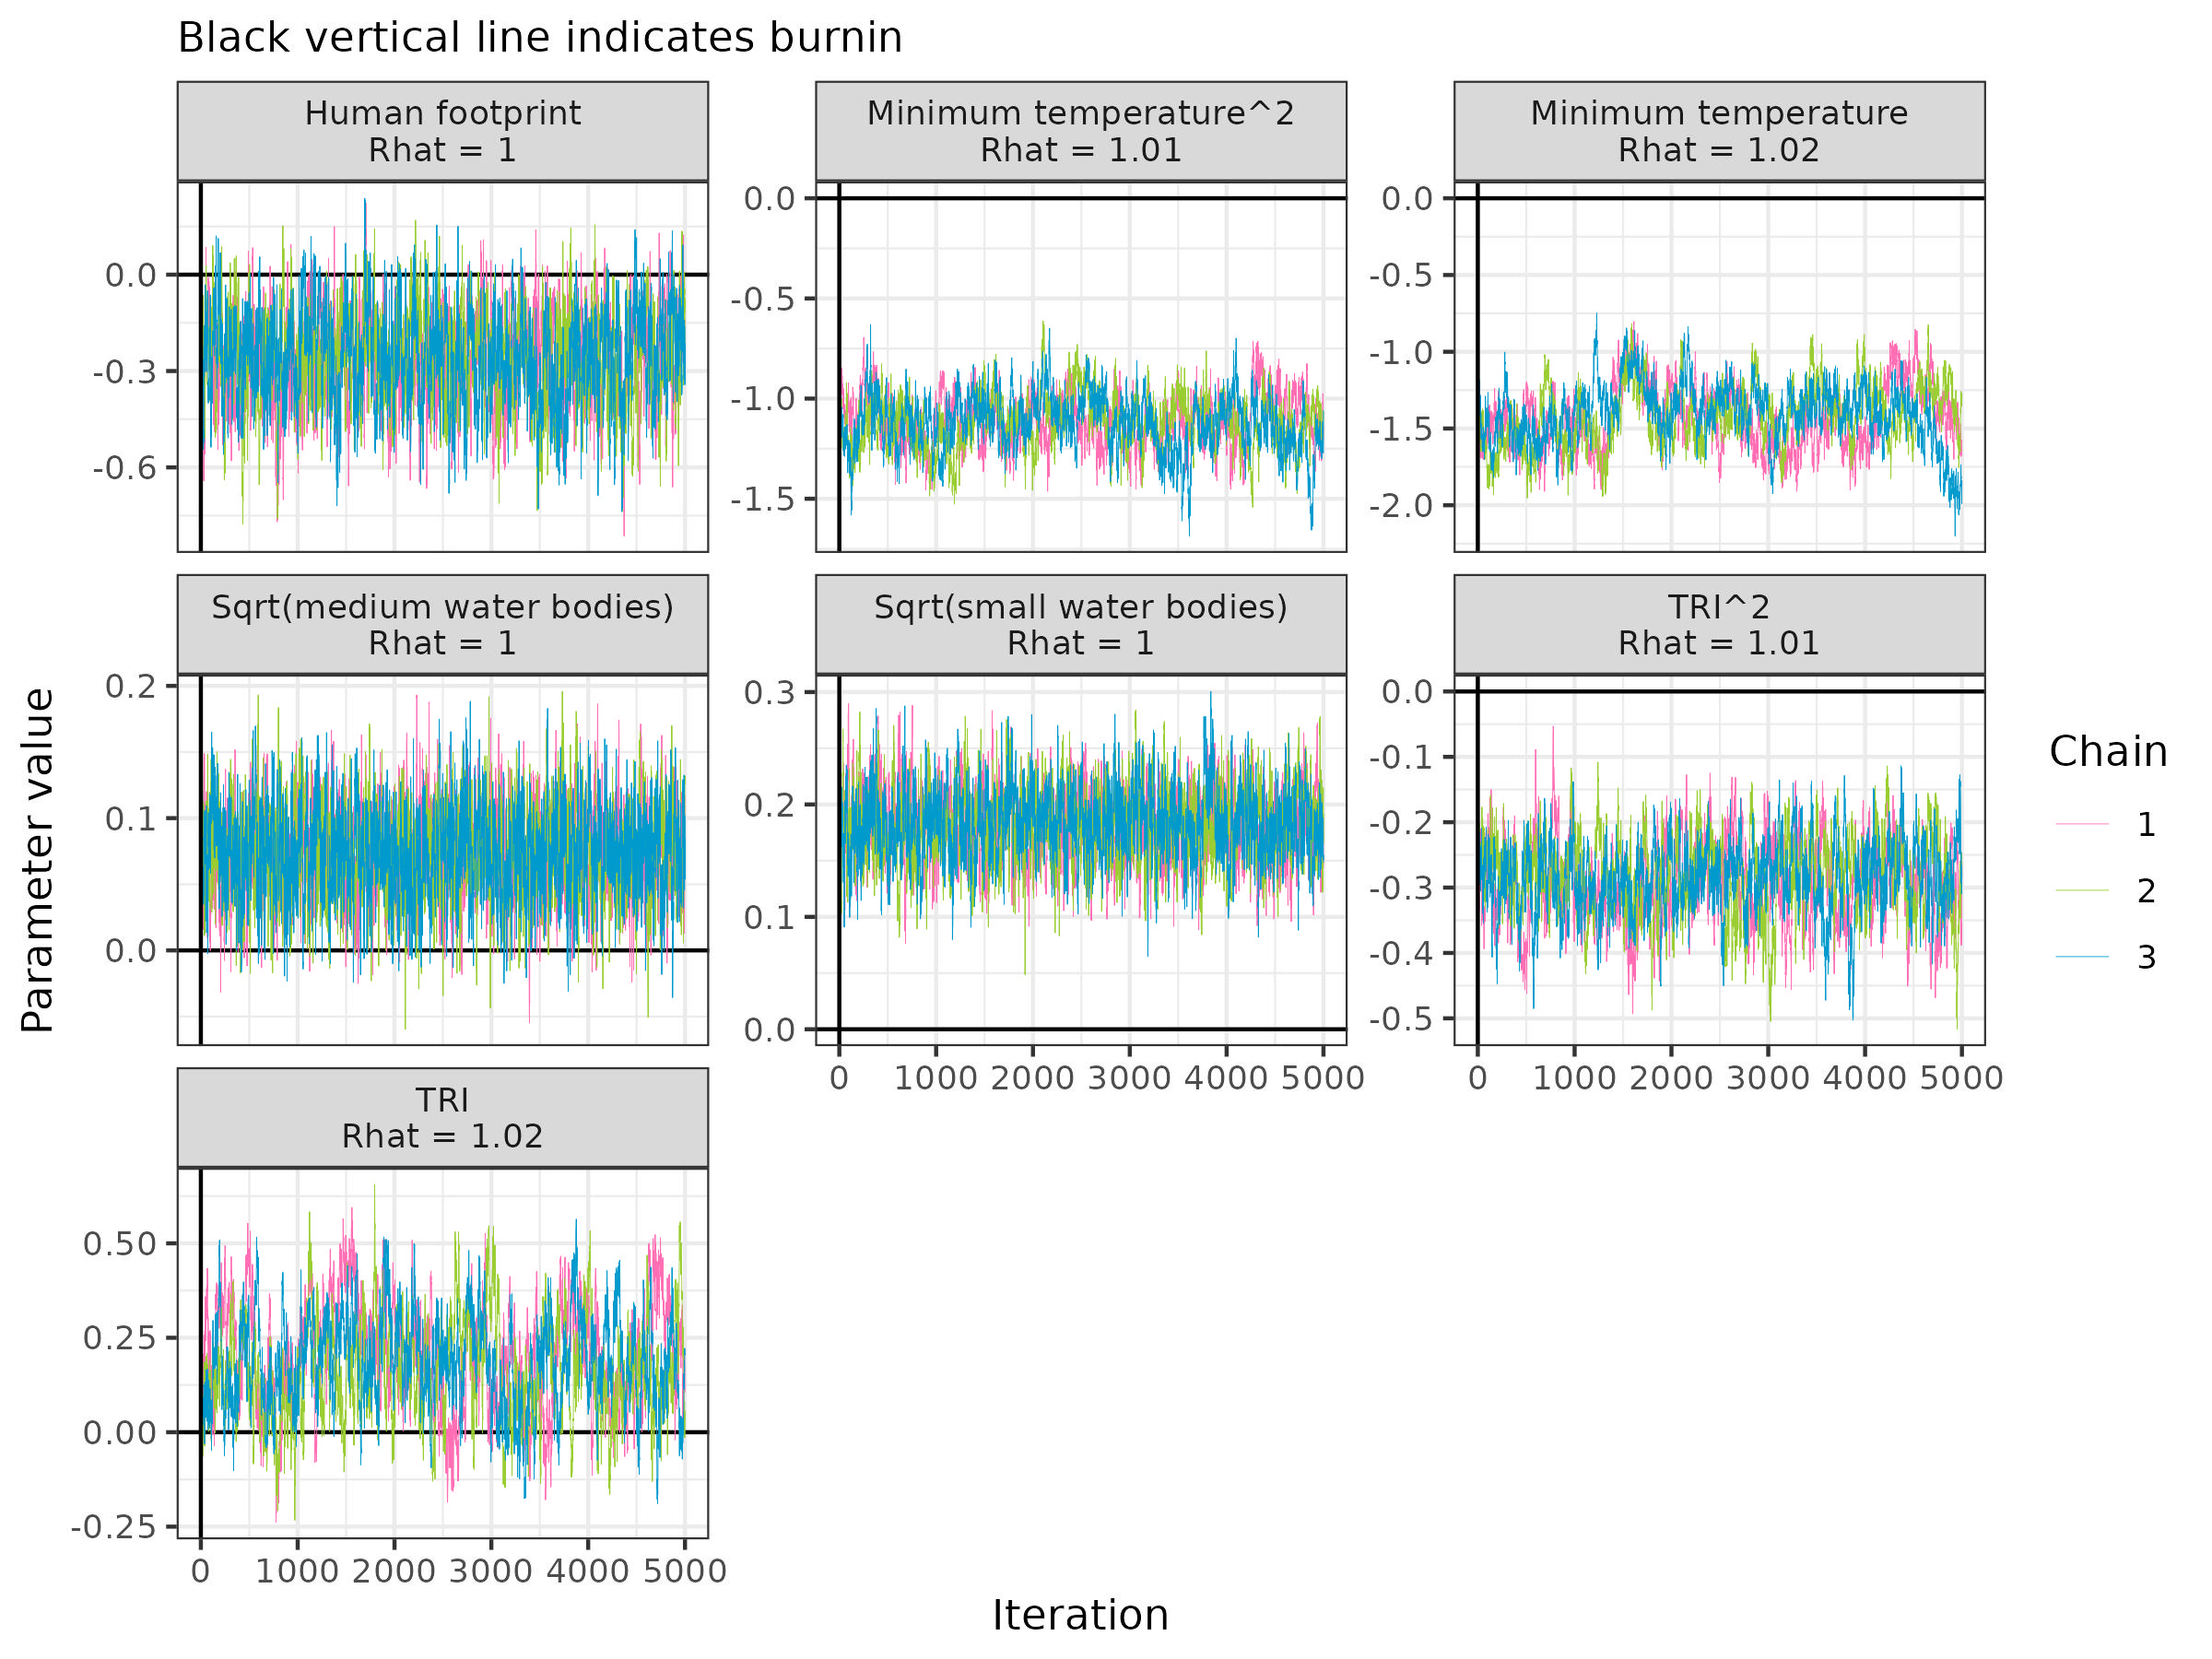 Black vertical line indicates burnin
Human footprint
Rhat = 1
Minimum temperature^2
Rhat = 1.01
Minimum temperature
Rhat = 1.02
0.0
-0.3
-0.6
0.0
-0.5
-1.0
-1.5
0.0
-0.5
-1.0
-1.5
-2.0
Sqrt(medium water bodies)
Rhat = 1
Sqrt(small water bodies)
Rhat = 1
TRI^2
Rhat = 1.01
0.2
0.1
0.0
0.3
0.2
0.1
0.0
0 1000 2000 3000 4000 5000
0.0
-0.1
-0.2
-0.3
-0.4
-0.5
0 1000 2000 3000 4000 5000
TRI
Rhat = 1.02
0.50
0.25
0.00
-0.25
0 1000 2000 3000 4000 5000
Parameter value
Iteration
Chain
1
2
3